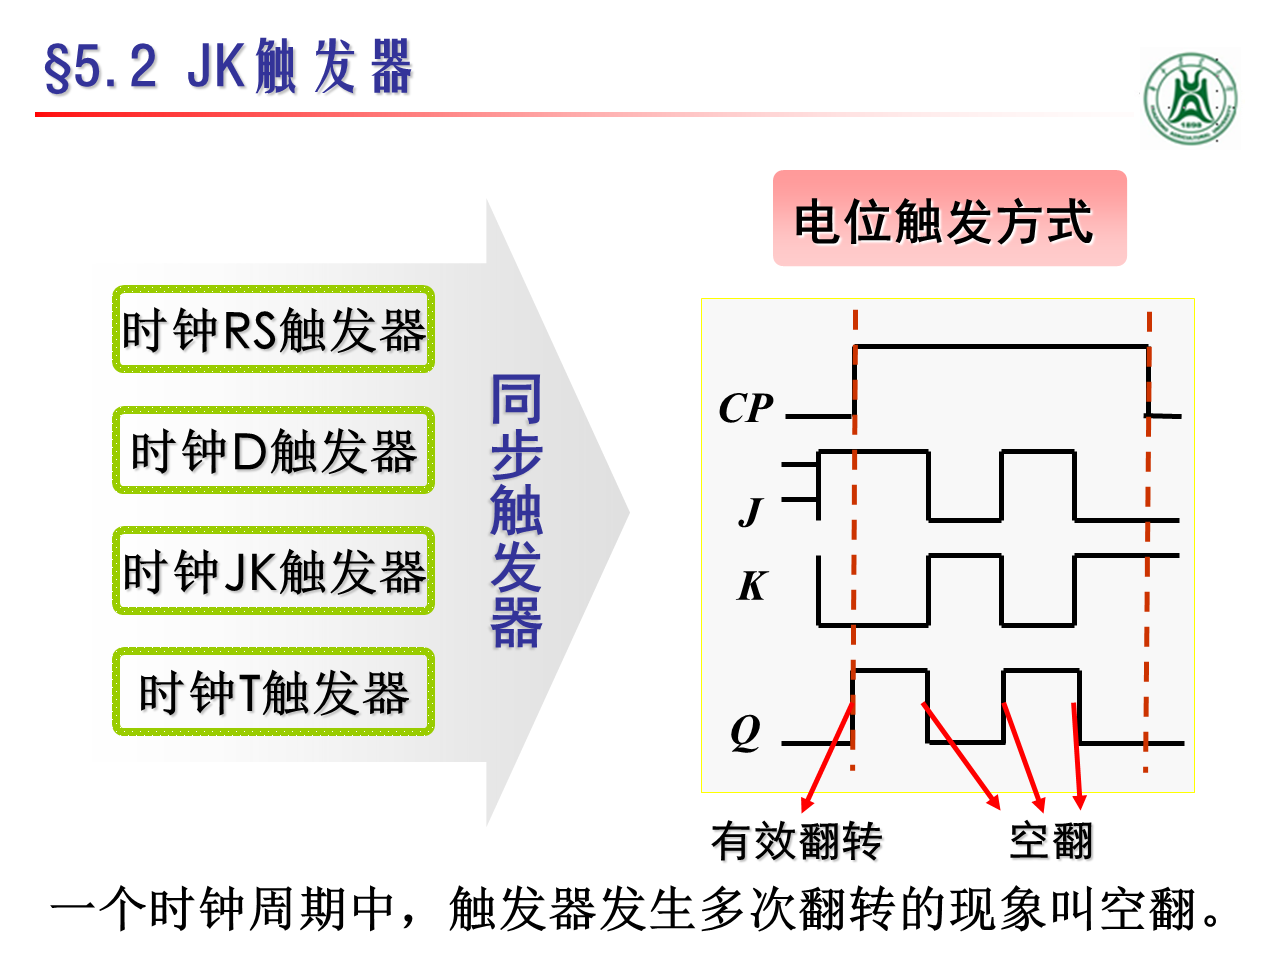 §5.2 JK触发器
电位触发方式
时钟RS触发器
时钟D触发器
时钟JK触发器
时钟T触发器
同步触发器
CP
J
K
Q
有效翻转
空翻
一个时钟周期中，触发器发生多次翻转的现象叫空翻。